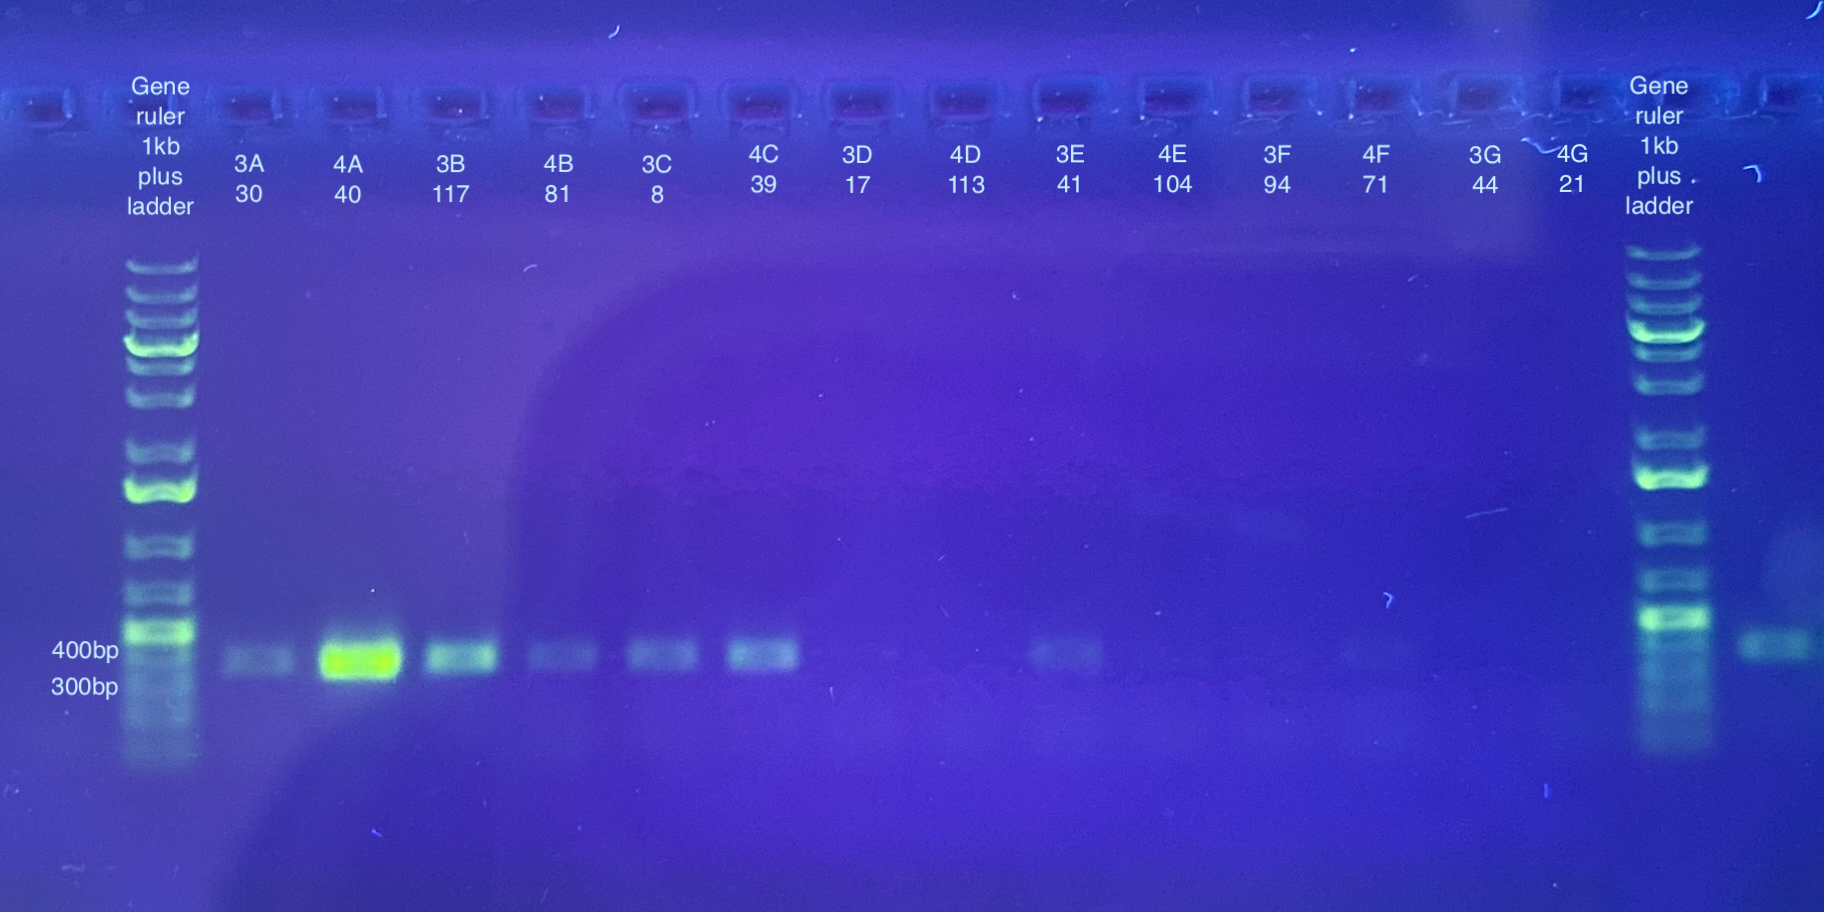 Gene
ruler
1kb
plus
ladder
3A
30
4A
40
3B
117
4B
81
3C
8
4C
39
3D
17
4D
113
3E
41
4E
104
3F
94
4F
71
3G
44
4G
21
Gene
ruler
1kb
plus
ladder
400bp
300bp